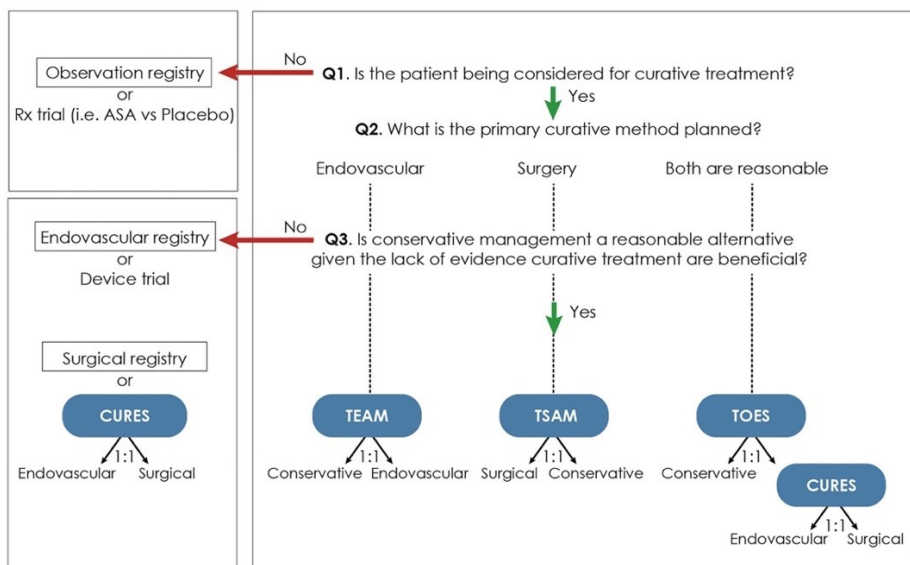 Observation registry
or
Rx trial (i.e. ASA vs Placebo)
No
Q1. Is the patient being considered for curative treatment?
Yes
Q2. What is the primary curative method planned?
Endovascular
Surgery
Both are reasonable
Endovascular registry
or
Device trial
No
Q3. Is conservative management a reasonable alternative
given the lack of evidence curative treatment are beneficial?
Yes
Surgical registry
or
CURES
1:1
Endovascular
Surgical
TEAM
1:1
Conservative
Endovascular
TSAM
1:1
Surgical
Conservative
TOES
1:1
Conservative
CURES
1:1
Endovascular
Surgical